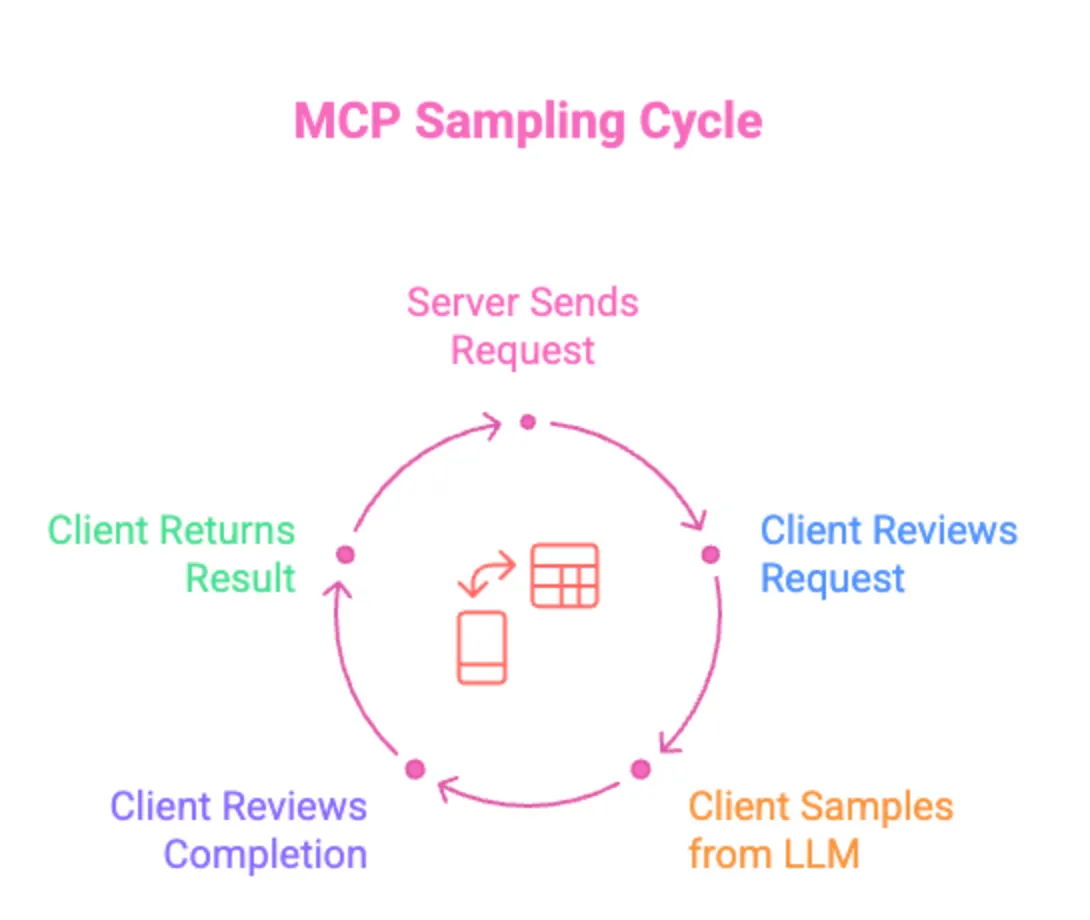 MCP Sampling Cycle
Server Sends
Request
Client Reviews
Request
Client Samples
from LLM
Client Reviews
Completion
Client Returns
Result